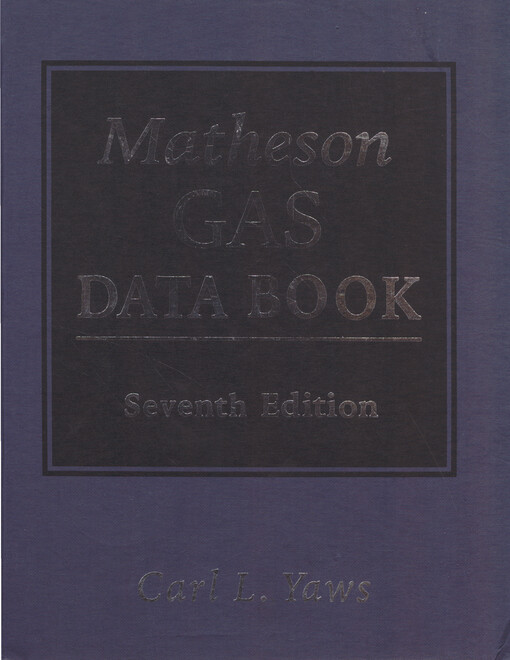 Matheson
GAS
DATA BOOK
Seventh Edition
Carl L. Yaws